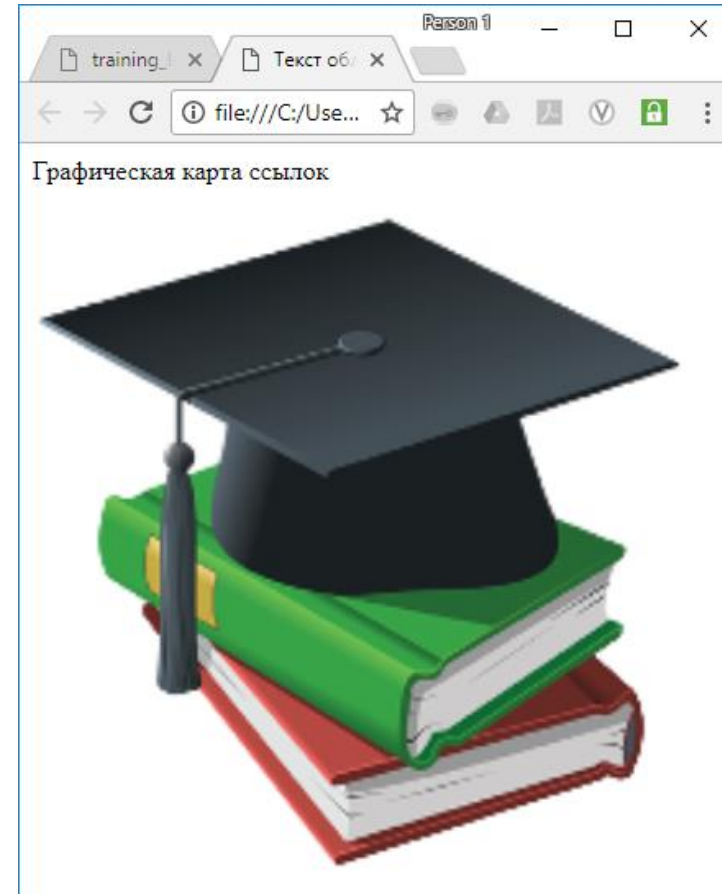 Person 1
training_
Текст об
file:///C:/Use...
Графическая карта ссылок